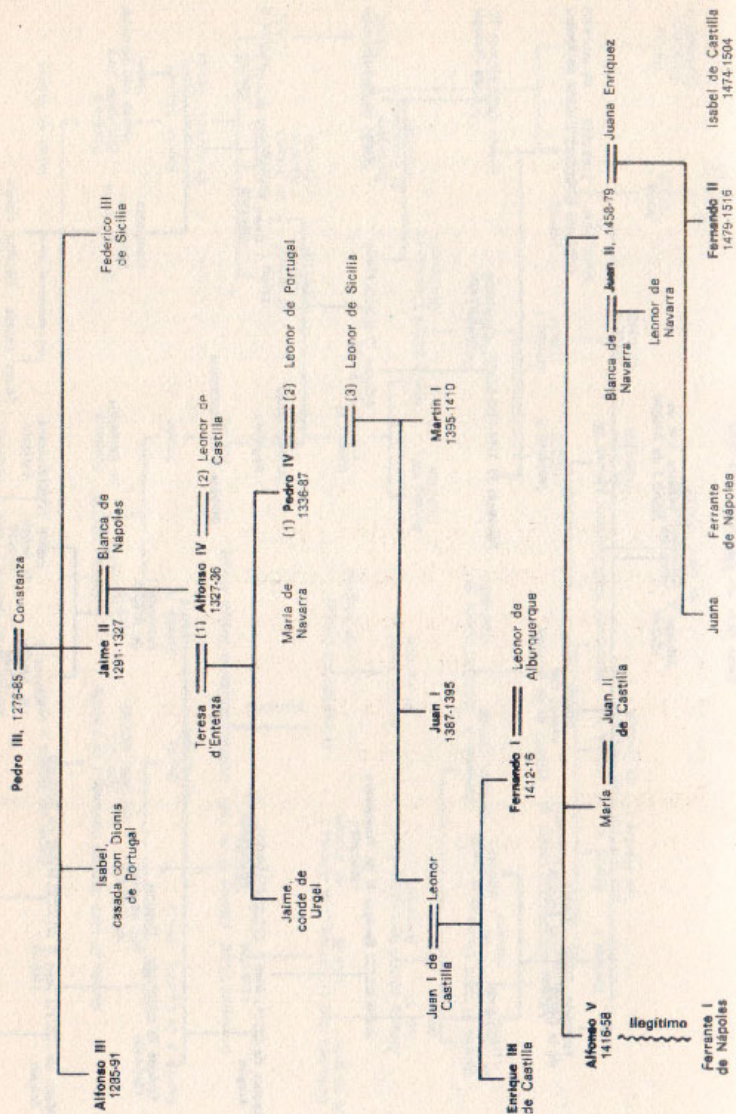 Pedro III, 1276-85 Constanza
Alfonso III
1285-91
Isabel,
casada con Dionis
de Portugal
Jaime II
1291-1327
Blanca de
Nápoles
Federico III
de Sicilia
Teresa
d'Entenza
(1) Alfonso IV
1327-36
(2) Leonor de
Castilla
Jaime,
conde de
Urgel
María de
Navarra
(1) Pedro IV
1336-87
(2) Leonor de Portugal
(3) Leonor de Sicilia
Juan I de
Castilla
Leonor
Juan I
1387-1395
Martín I
1395-1410
Enrique III
de Castilla
Fernando I
1412-16
Leonor de
Alburquerque
Alfonso V
1416-58
María
Juan II
de Castilla
Blanca de
Navarra
Juan II, 1458-79
Juana Enriquez
Ilegítimo
Leonor de
Navarra
Ferrante I
de Nápoles
Juana
Ferrante
de Nápoles
Fernando II
1479-1516
Isabel de Castilla
1474-1504